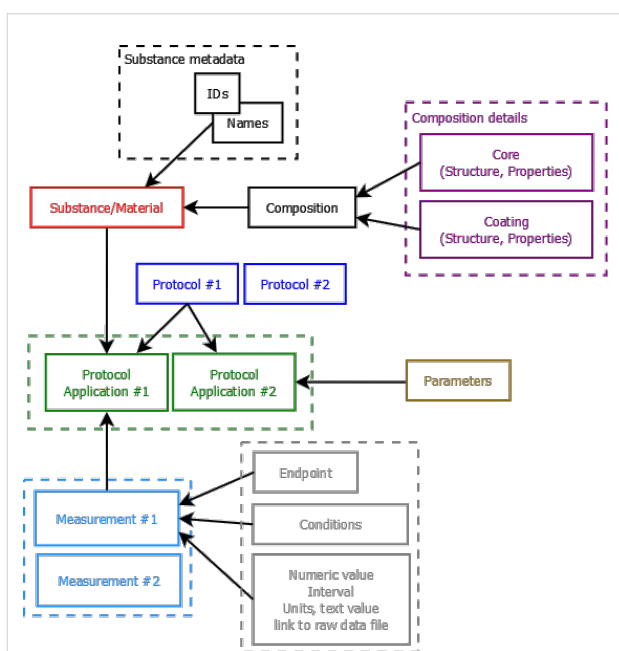 Substance metadata
IDs
Names
Composition details
Core
(Structure, Properties)
Substance/Material
Composition
Coating
(Structure, Properties)
Protocol #1
Protocol #2
Protocol
Application #1
Protocol
Application #2
Parameters
Endpoint
Measurement #1
Conditions
Measurement #2
Numeric value
Interval
Units, text value
link to raw data file